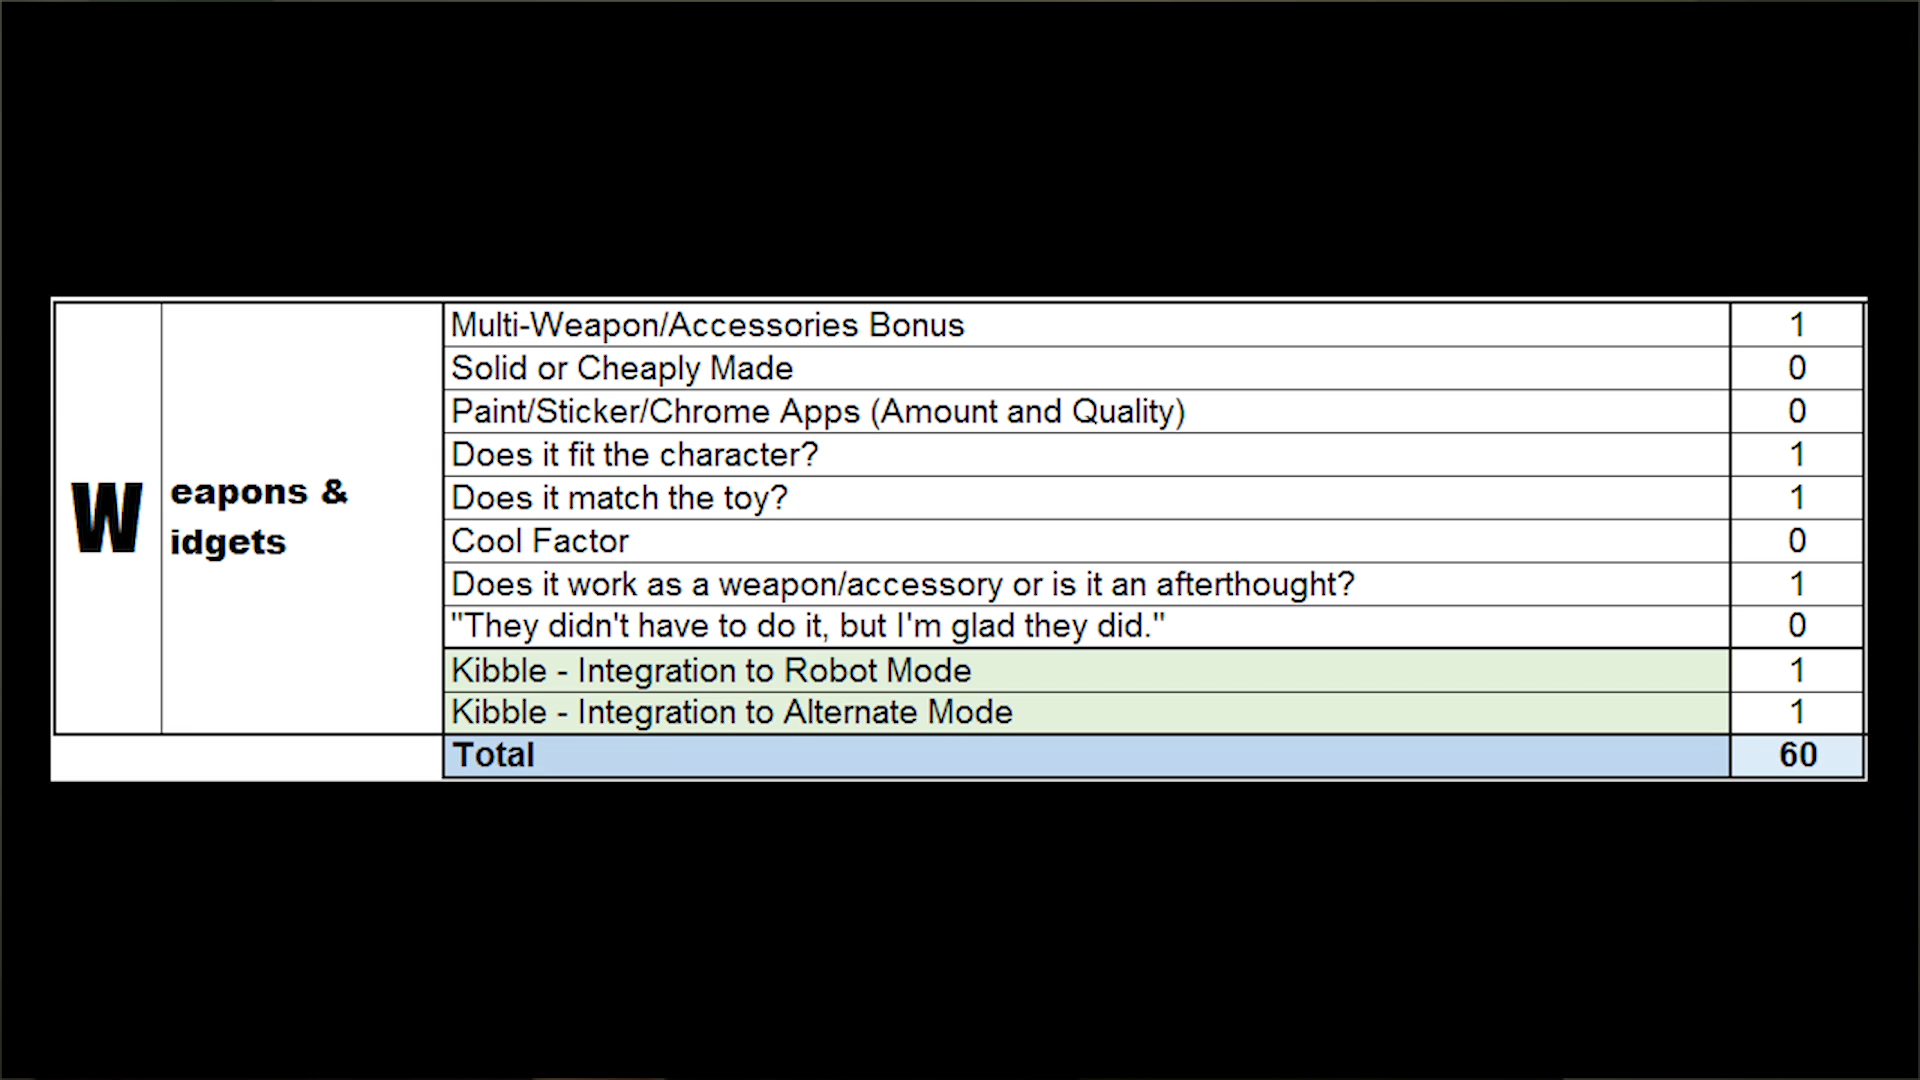 Multi-Weapon/Accessories Bonus 1
Solid or Cheaply Made 0
Paint/Sticker/Chrome Apps (Amount and Quality) 0
Does it fit the character? 1
W eapons &
idgets
Does it match the toy? 1
Cool Factor 0
Does it work as a weapon/accessory or is it an afterthought? 1
"They didn't have to do it, but I'm glad they did." 0
Kibble - Integration to Robot Mode 1
Kibble - Integration to Alternate Mode 1
Total 60